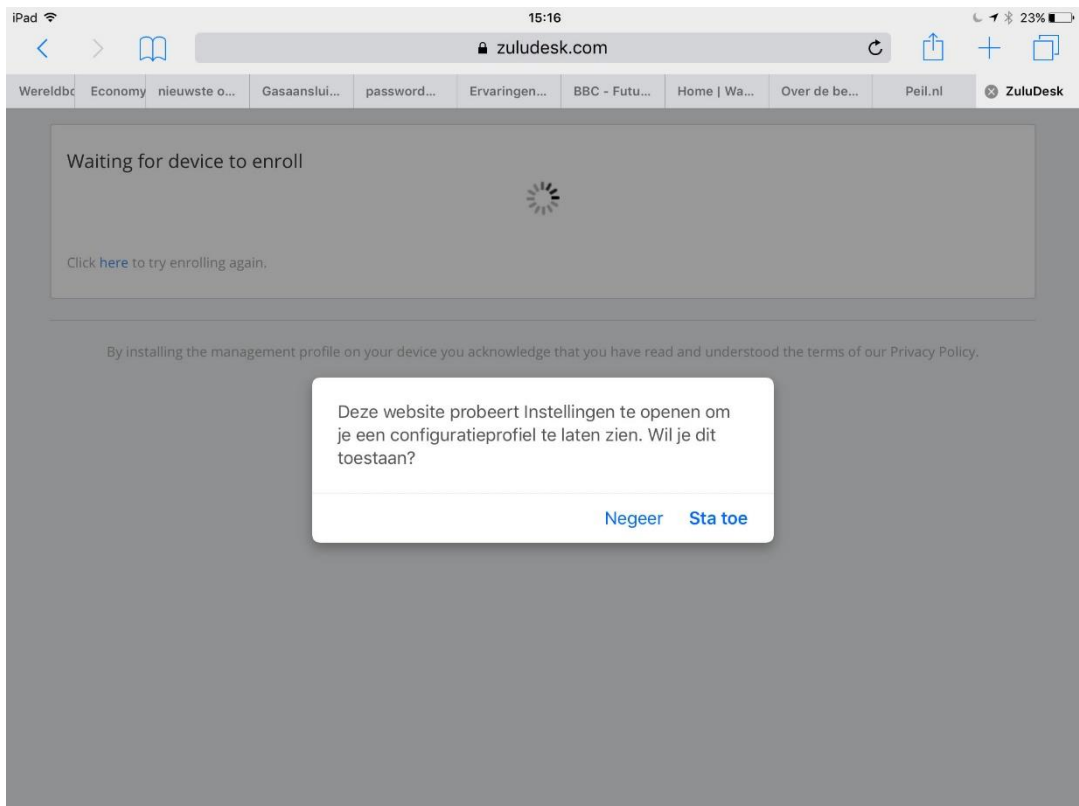 iPad 15:16 23%
zuludesk.com
Wereldbo Economy nieuwste o... Gasaanslui... password... Ervaringen... BBC - Futu... Home | Wa... Over de be... Peil.nl ZuluDesk
Waiting for device to enroll
Click here to try enrolling again.
By installing the management profile on your device you acknowledge that you have read and understood the terms of our Privacy Policy.
Deze website probeert Instellingen te openen om
je een configuratieprofiel te laten zien. Wil je dit
toestaan?
Negeer Sta toe